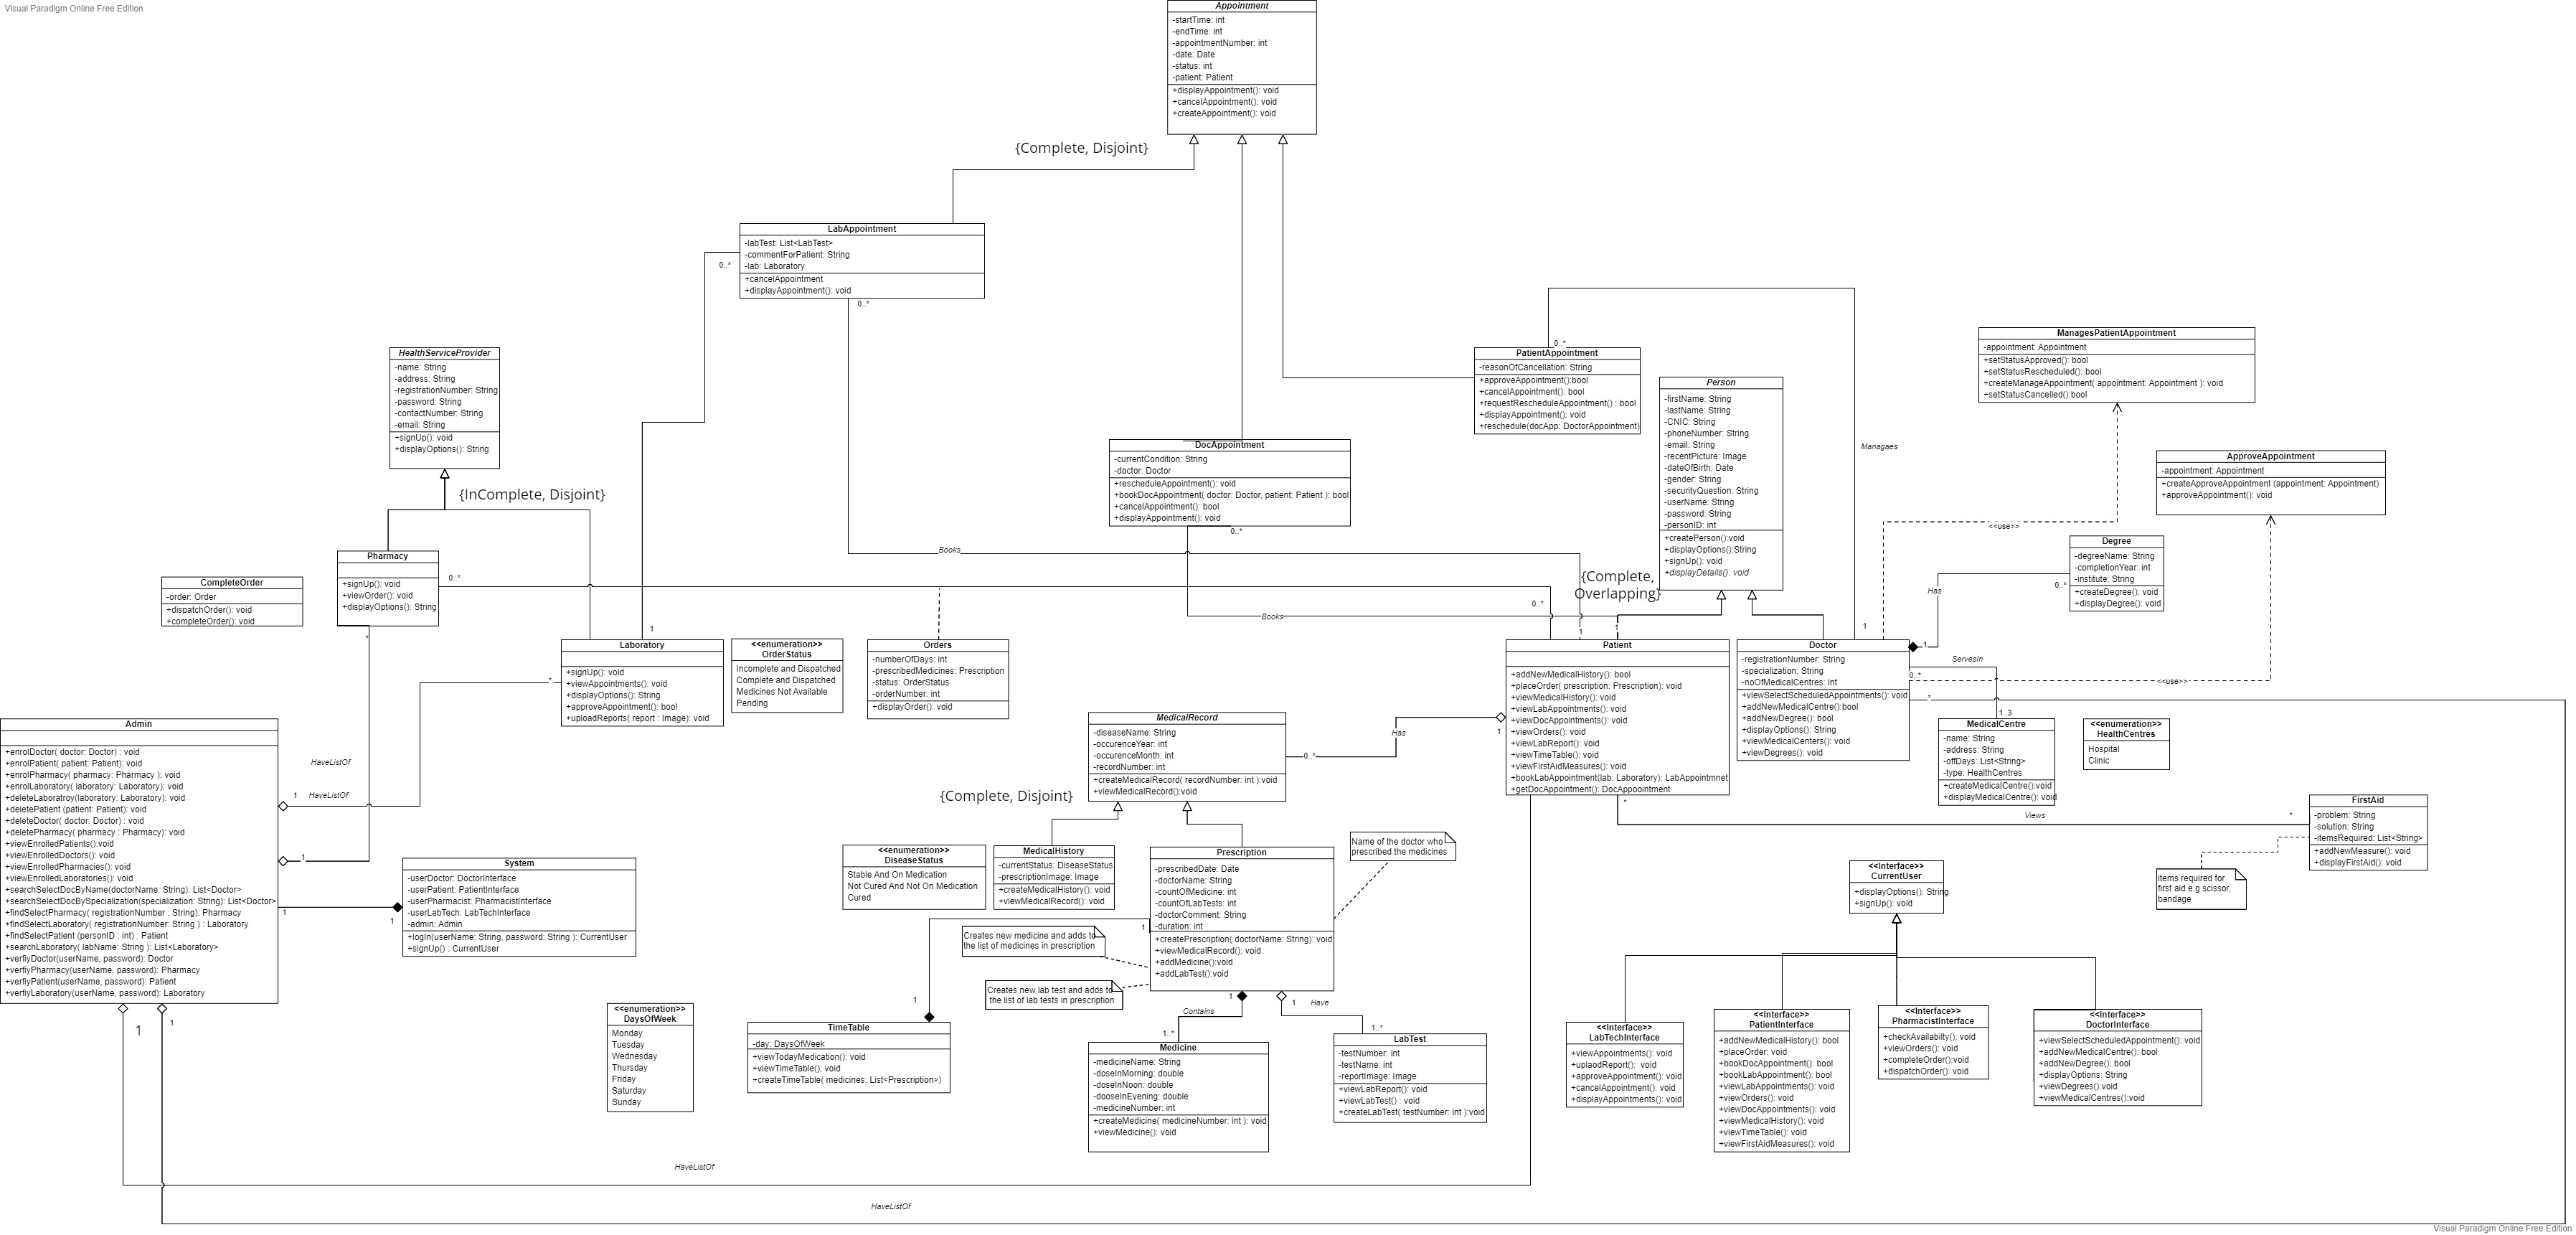 Visual Paradigm Online Free Edition
Appointment
-startTime: int
-endTime: int
-appointmentNumber: int
-date: Date
-status: int
-patient: Patient
+displayAppointment(): void
+cancelAppointment(): void
+createAppointment(): void
{Complete, Disjoint}
LabAppointment
-labTest: List<LabTest>
-commentForPatient: String
-lab: Laboratory
+cancelAppointment
+displayAppointment(): void
0..*
0..*
HealthServiceProvider
-name: String
-address: String
-registrationNumber: String
-password: String
-contactNumber: String
-email: String
+signUp(): void
+displayOptions(): String
{InComplete, Disjoint}
0..*
PatientAppointment
-reasonOfCancellation: String
+approveAppointment():bool
+cancelAppointment(): bool
+requestRescheduleAppointment() : bool
+displayAppointment(): void
+reschedule(docApp: DoctorAppointment)
Person
-firstName: String
-lastName: String
-CNIC: String
-phoneNumber: String
-email: String
-recentPicture: Image
-dateOfBirth: Date
-gender: String
-securityQuestion: String
-userName: String
-password: String
-personID: int
+createPerson():void
+displayOptions():String
+signUp(): void
+displayDetails(): void
Managaes
ManagesPatientAppointment
-appointment: Appointment
+setStatusApproved(): bool
+setStatusRescheduled(): bool
+createManageAppointment( appointment: Appointment ): void
+setStatusCancelled():bool
ApproveAppointment
-appointment: Appointment
+createApproveAppointment (appointment: Appointment)
+approveAppointment(): void
<<use>>
DocAppointment
-currentCondition: String
-doctor: Doctor
+rescheduleAppointment(): void
+bookDocAppointment( doctor: Doctor, patient: Patient ): bool
+cancelAppointment(): bool
+displayAppointment(): void
0..*
Books
Books
Degree
-degreeName: String
-completionYear: int
-institute: String
+createDegree(): void
+displayDegree(): void
0..*
Has
1
{Complete,
Overlapping}
Pharmacy
+signUp(): void
+viewOrder(): void
+displayOptions(): String
0..*
*
CompleteOrder
-order: Order
+dispatchOrder(): void
+completeOrder(): void
1
Laboratory
+signUp(): void
+viewAppointments(): void
+displayOptions(): String
+approveAppointment(): bool
+uploadReports( report : Image): void
*
<<enumeration>>
OrderStatus
Incomplete and Dispatched
Complete and Dispatched
Medicines Not Available
Pending
Orders
-numberOfDays: int
-prescribedMedicines: Prescription
-status: OrderStatus
-orderNumber: int
+displayOrder(): void
0..*
1
1
1
Patient
+addNewMedicalHistory(): bool
+placeOrder( prescription: Prescription): void
+viewMedicalHistory(): void
+viewLabAppointments(): void
+viewDocAppointments(): void
+viewOrders(): void
+viewLabReport(): void
+viewTimeTable(): void
+viewFirstAidMeasures(): void
+bookLabAppointment(lab: Laboratory): LabAppointmnet
+getDocAppointment(): DocAppointment
Doctor
-registrationNumber: String
-specialization: String
-noOfMedicalCentres: int
+viewSelectScheduledAppointments(): void
+addNewMedicalCentre():bool
+addNewDegree(): bool
+displayOptions(): String
+viewMedicalCenters(): void
+viewDegrees(): void
ServesIn
0..*
<<use>>
*
1..3
MedicalCentre
-name: String
-address: String
-offDays: List<String>
-type: HealthCentres
+createMedicalCentre():void
+displayMedicalCentre(): void
<<enumeration>>
HealthCentres
Hospital
Clinic
Admin
+enrolDoctor( doctor: Doctor) : void
+enrolPatient( patient: Patient): void
+enrolPharmacy( pharmacy: Pharmacy ): void
+enrolLaboratory( laboratory: Laboratory): void
+deleteLaboratroy(laboratory: Laboratory): void
+deletePatient (patient: Patient): void
+deleteDoctor( doctor: Doctor) : void
+deletePharmacy( pharmacy : Pharmacy): void
+viewEnrolledPatients():void
+viewEnrolledDoctors(): void
+viewEnrolledPharmacies(): void
+viewEnrolledLaboratories(): void
+searchSelectDocByName(doctorName: String): List<Doctor>
+searchSelectDocBySpecialization(specialization: String): List<Doctor>
+findSelectPharmacy( registrationNumber : String): Pharmacy
+findSelectLaboratory( registrationNumber: String ) : Laboratory
+findSelectPatient (personID : int) : Patient
+searchLaboratory( labName: String ): List<Laboratory>
+verfiyDoctor(userName, password): Doctor
+verfiyPharmacy(userName, password): Pharmacy
+verfiyPatient(userName, password): Patient
+verfiyLaboratory(userName, password): Laboratory
HaveListOf
1
HaveListOf
1
1
1
1
1
System
-userDoctor: DoctorInterface
-userPatient: PatientInterface
-userPharmacist: PharmacistInterface
-userLabTech: LabTechInterface
-admin: Admin
+logIn(userName: String, password: String ): CurrentUser
+signUp() : CurrentUser
MedicalRecord
-diseaseName: String
-occurenceYear: int
-occurenceMonth: int
-recordNumber: int
+createMedicalRecord( recordNumber: int ):void
+viewMedicalRecord():void
0..*
Has
1
{Complete, Disjoint}
<<enumeration>>
DiseaseStatus
Stable And On Medication
Not Cured And Not On Medication
Cured
MedicalHistory
-currentStatus: DiseaseStatus
-prescriptionImage: Image
+createMedicalHistory(): void
+viewMedicalRecord(): void
Prescription
-prescribedDate: Date
-doctorName: String
-countOfMedicine: int
-countOfLabTests: int
-doctorComment: String
-duration: int
+createPrescription( doctorName: String): void
+viewMedicalRecord(): void
+addMedicine():void
+addLabTest():void
Name of the doctor who
prescribed the medicines
Creates new medicine and adds to
the list of medicines in prescription
Creates new lab test and adds to
the list of lab tests in prescription
1
1
1
Contains
1..*
1
Have
1..*
*
Views
*
FirstAid
-problem: String
-solution: String
-itemsRequired: List<String>
+addNewMeasure(): void
+displayFirstAid(): void
items required for
first aid e.g scissor,
bandage
<<Interface>>
CurrentUser
+displayOptions(): String
+signUp(): void
<<enumeration>>
DaysOfWeek
Monday
Tuesday
Wednesday
Thursday
Friday
Saturday
Sunday
TimeTable
-day: DaysOfWeek
+viewTodayMedication(): void
+viewTimeTable(): void
+createTimeTable( medicines: List<Prescription>)
Medicine
-medicineName: String
-doseInMorning: double
-doseInNoon: double
-dooseInEvening: double
-medicineNumber: int
+createMedicine( medicineNumber: int ): void
+viewMedicine(): void
LabTest
-testNumber: int
-testName: int
-reportImage: Image
+viewLabReport(): void
+viewLabTest() : void
+createLabTest( testNumber: int ):void
<<Interface>>
LabTechInterface
+viewAppointments(): void
+uplaodReport():  void
+approveAppointment(): void
+cancelAppointment(): void
+displayAppointments(): void
<<Interface>>
PatientInterface
+addNewMedicalHistory(): bool
+placeOrder: void
+bookDocAppointment(): bool
+bookLabAppointment(): bool
+viewLabAppointments(): void
+viewOrders(): void
+viewDocAppointments(): void
+viewMedicalHistory(): void
+viewTimeTable(): void
+viewFirstAidMeasures(): void
<<Interface>>
PharmacistInterface
+checkAvailabilty(): void
+viewOrders(): void
+completeOrder():void
+dispatchOrder(): void
<<Interface>>
DoctorInterface
+viewSelectScheduledAppointment(): void
+addNewMedicalCentre(): bool
+addNewDegree(): bool
+displayOptions: String
+viewDegrees():void
+viewMedicalCentres():void
HaveListOf
HaveListOf
Visual Paradigm Online Free Edition